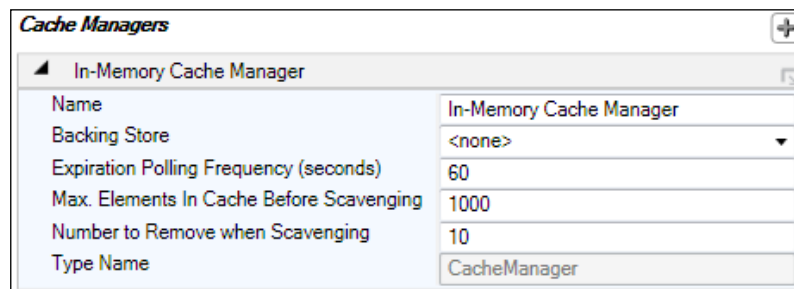 Cache Managers
In-Memory Cache Manager
Name In-Memory Cache Manager
Backing Store <none>
Expiration Polling Frequency (seconds) 60
Max. Elements In Cache Before Scavenging 1000
Number to Remove when Scavenging 10
Type Name CacheManager